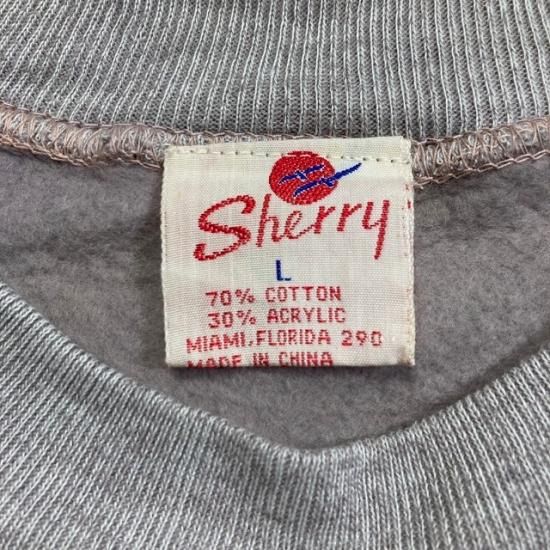 Sherry
L
70% COTTON
30% ACRYLIC
MIAMI, FLORIDA 290
MADE IN CHINA